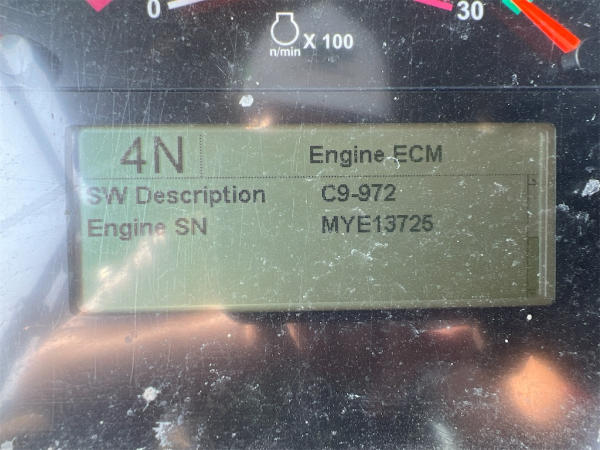 0
30
n/min X 100
4N Engine ECM
SW Description C9-972
Engine SN MYE13725